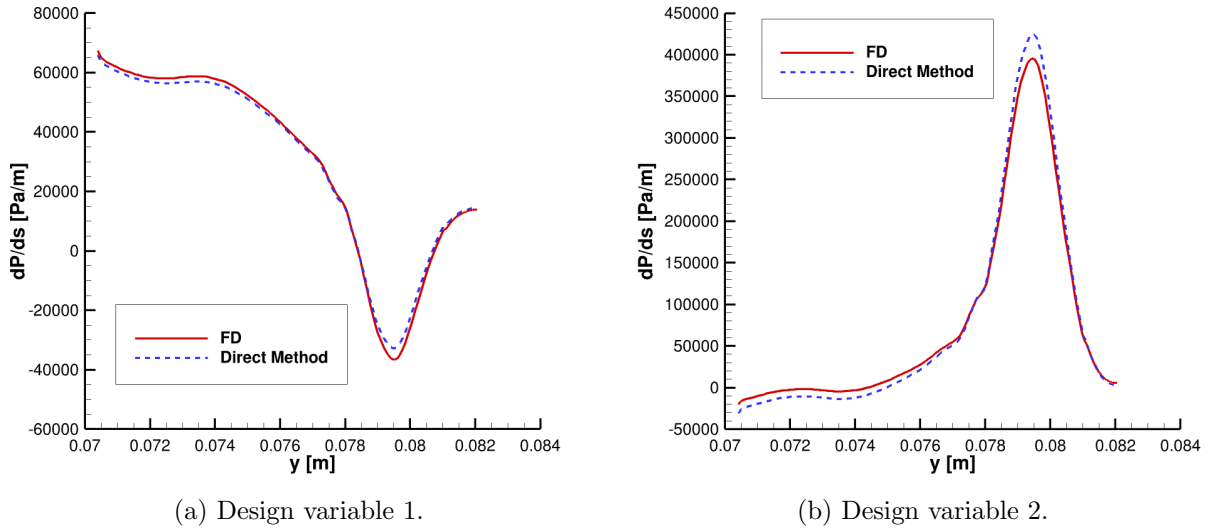 80000
60000
40000
20000
0
-20000
-40000
-60000
dP/ds [Pa/m]
0.07 0.072 0.074 0.076 0.078 0.08 0.082 0.084
y [m]
FD
Direct Method
(a) Design variable 1.
450000
400000
350000
300000
250000
200000
150000
100000
50000
0
-50000
dP/ds [Pa/m]
0.07 0.072 0.074 0.076 0.078 0.08 0.082 0.084
y [m]
FD
Direct Method
(b) Design variable 2.